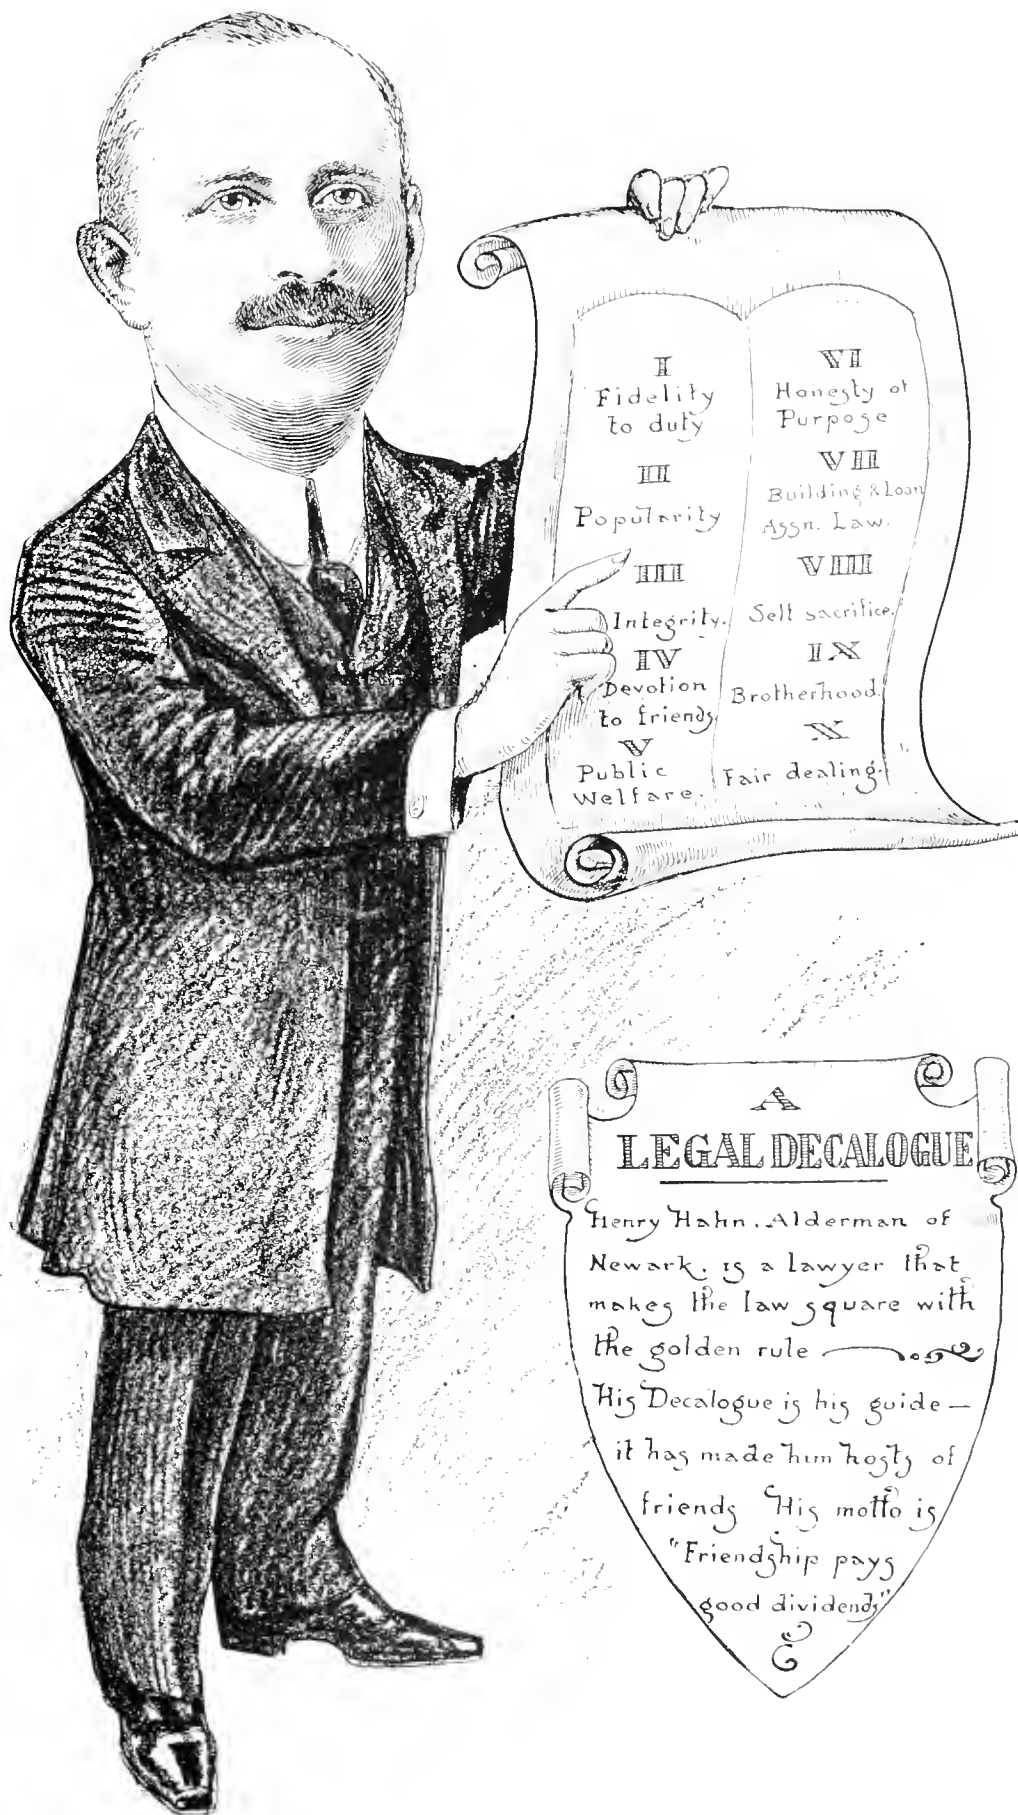 I
Fidelity
to duty
II
Popularity
III
Integrity.
IV
Devotion
to friends
V
Public
Welfare.
VI
Honesty of
Purpose
VII
Building & Loan
Assn. Law.
VIII
Self sacrifice.
IX
Brotherhood.
X
Fair dealing.
A
LEGAL DECALOGUE
Henry Hahn, Alderman of
Newark, is a lawyer that
makes the law square with
the golden rule
His Decalogue is his guide —
it has made him hosts of
friends His motto is
"Friendship pays
good dividends"